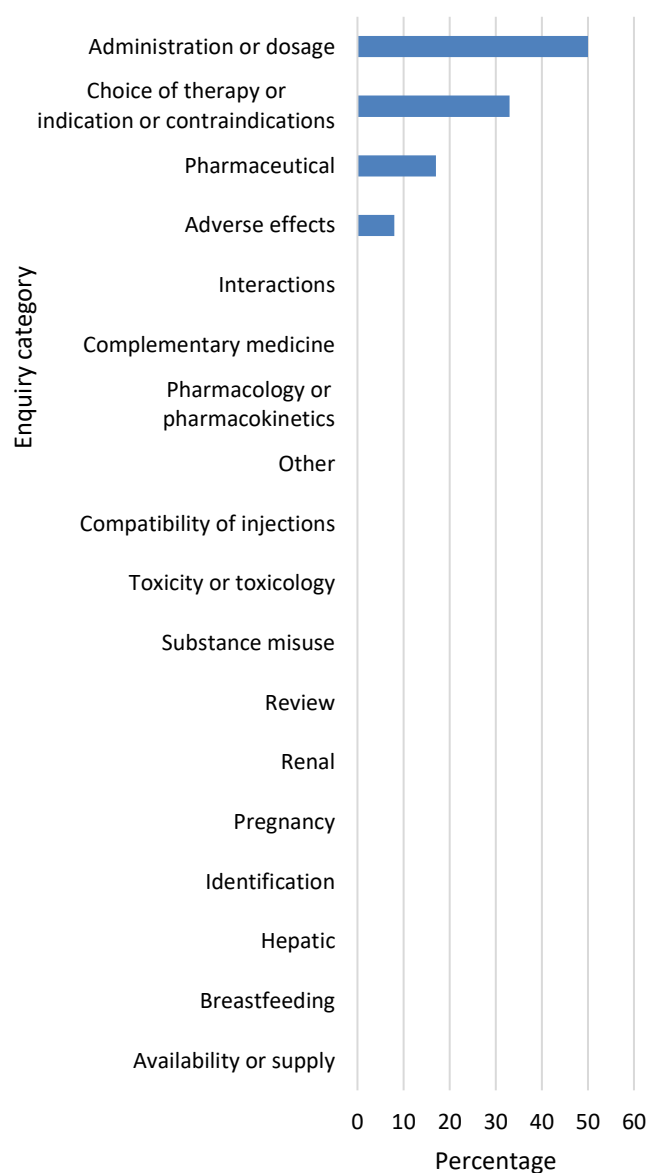 Enquiry category
Administration or dosage
Choice of therapy or
indication or contraindications
Pharmaceutical
Adverse effects
Interactions
Complementary medicine
Pharmacology or
pharmacokinetics
Other
Compatibility of injections
Toxicity or toxicology
Substance misuse
Review
Renal
Pregnancy
Identification
Hepatic
Breastfeeding
Availability or supply
0 10 20 30 40 50 60
Percentage